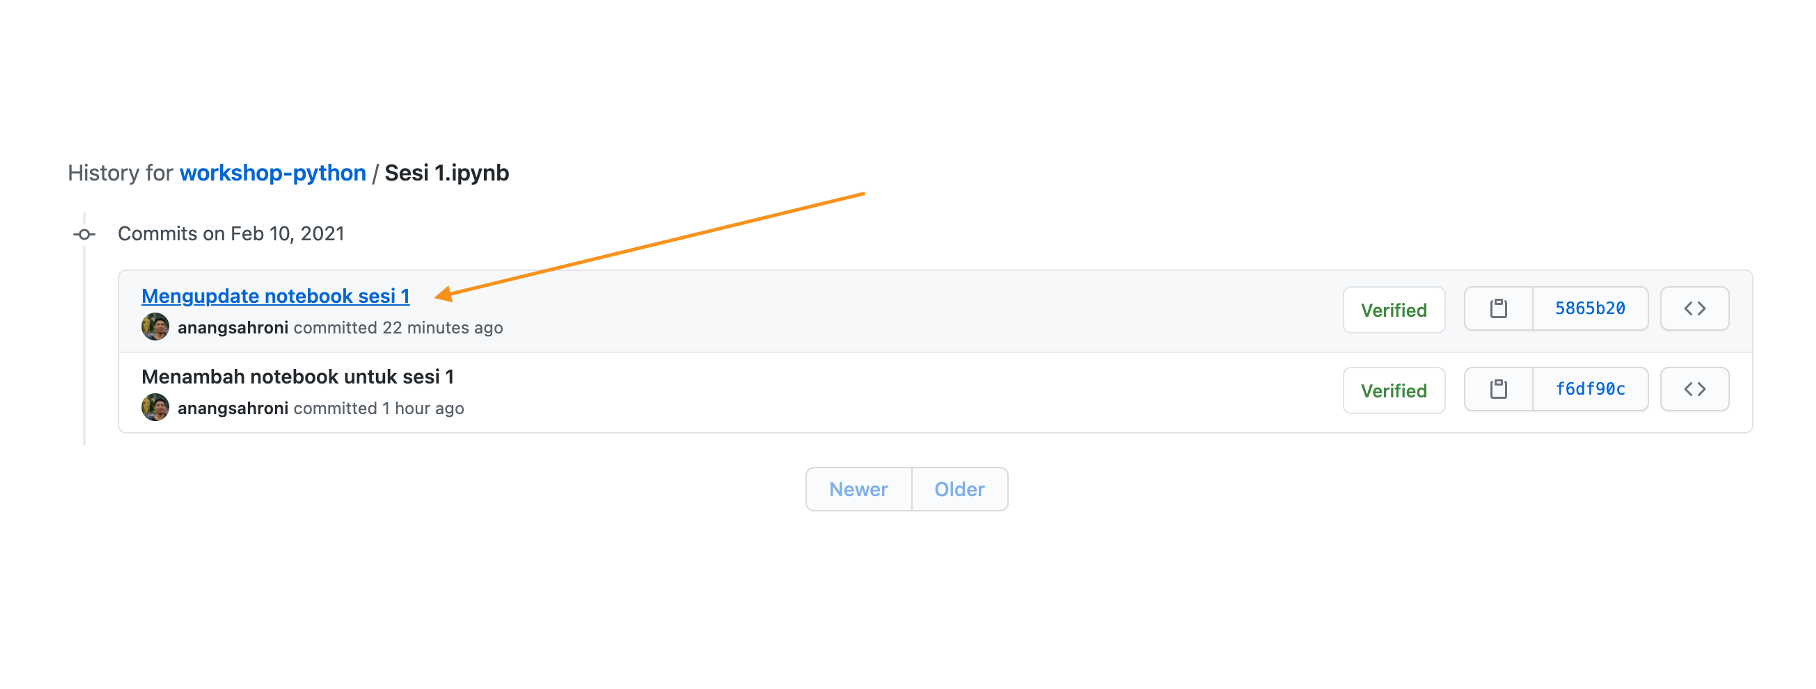 History for workshop-python / Sesi 1.ipynb
Commits on Feb 10, 2021
Mengupdate notebook sesi 1
anangsahroni committed 22 minutes ago
Verified
5865b20
Menambah notebook untuk sesi 1
anangsahroni committed 1 hour ago
Verified
f6df90c
Newer
Older